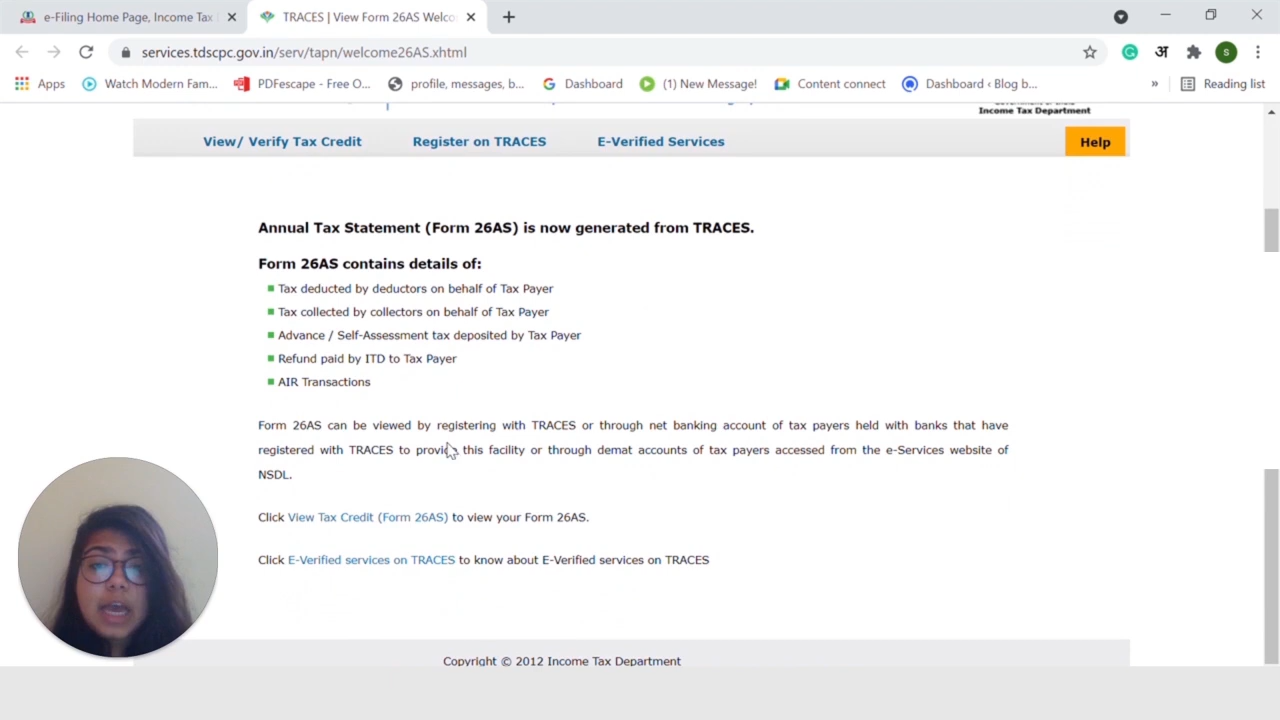 e-Filing Home Page, Income Tax
TRACES | View Form 26AS Welco
services.tdscpc.gov.in/serv/tapn/welcome26AS.xhtml
अ
S
Apps
Watch Modern Fam...
PDFescape - Free O...
profile, messages, b...
Dashboard
(1) New Message!
Content connect
Dashboard ‹ Blog b...
»
Reading list
Income Tax Department
View/ Verify Tax Credit
Register on TRACES
E-Verified Services
Help
Annual Tax Statement (Form 26AS) is now generated from TRACES.
Form 26AS contains details of:
Tax deducted by deductors on behalf of Tax Payer
Tax collected by collectors on behalf of Tax Payer
Advance / Self-Assessment tax deposited by Tax Payer
Refund paid by ITD to Tax Payer
AIR Transactions
Form 26AS can be viewed by registering with TRACES or through net banking account of tax payers held with banks that have
registered with TRACES to provide this facility or through demat accounts of tax payers accessed from the e-Services website of
NSDL.
Click View Tax Credit (Form 26AS) to view your Form 26AS.
Click E-Verified services on TRACES to know about E-Verified services on TRACES
Copyright © 2012 Income Tax Department